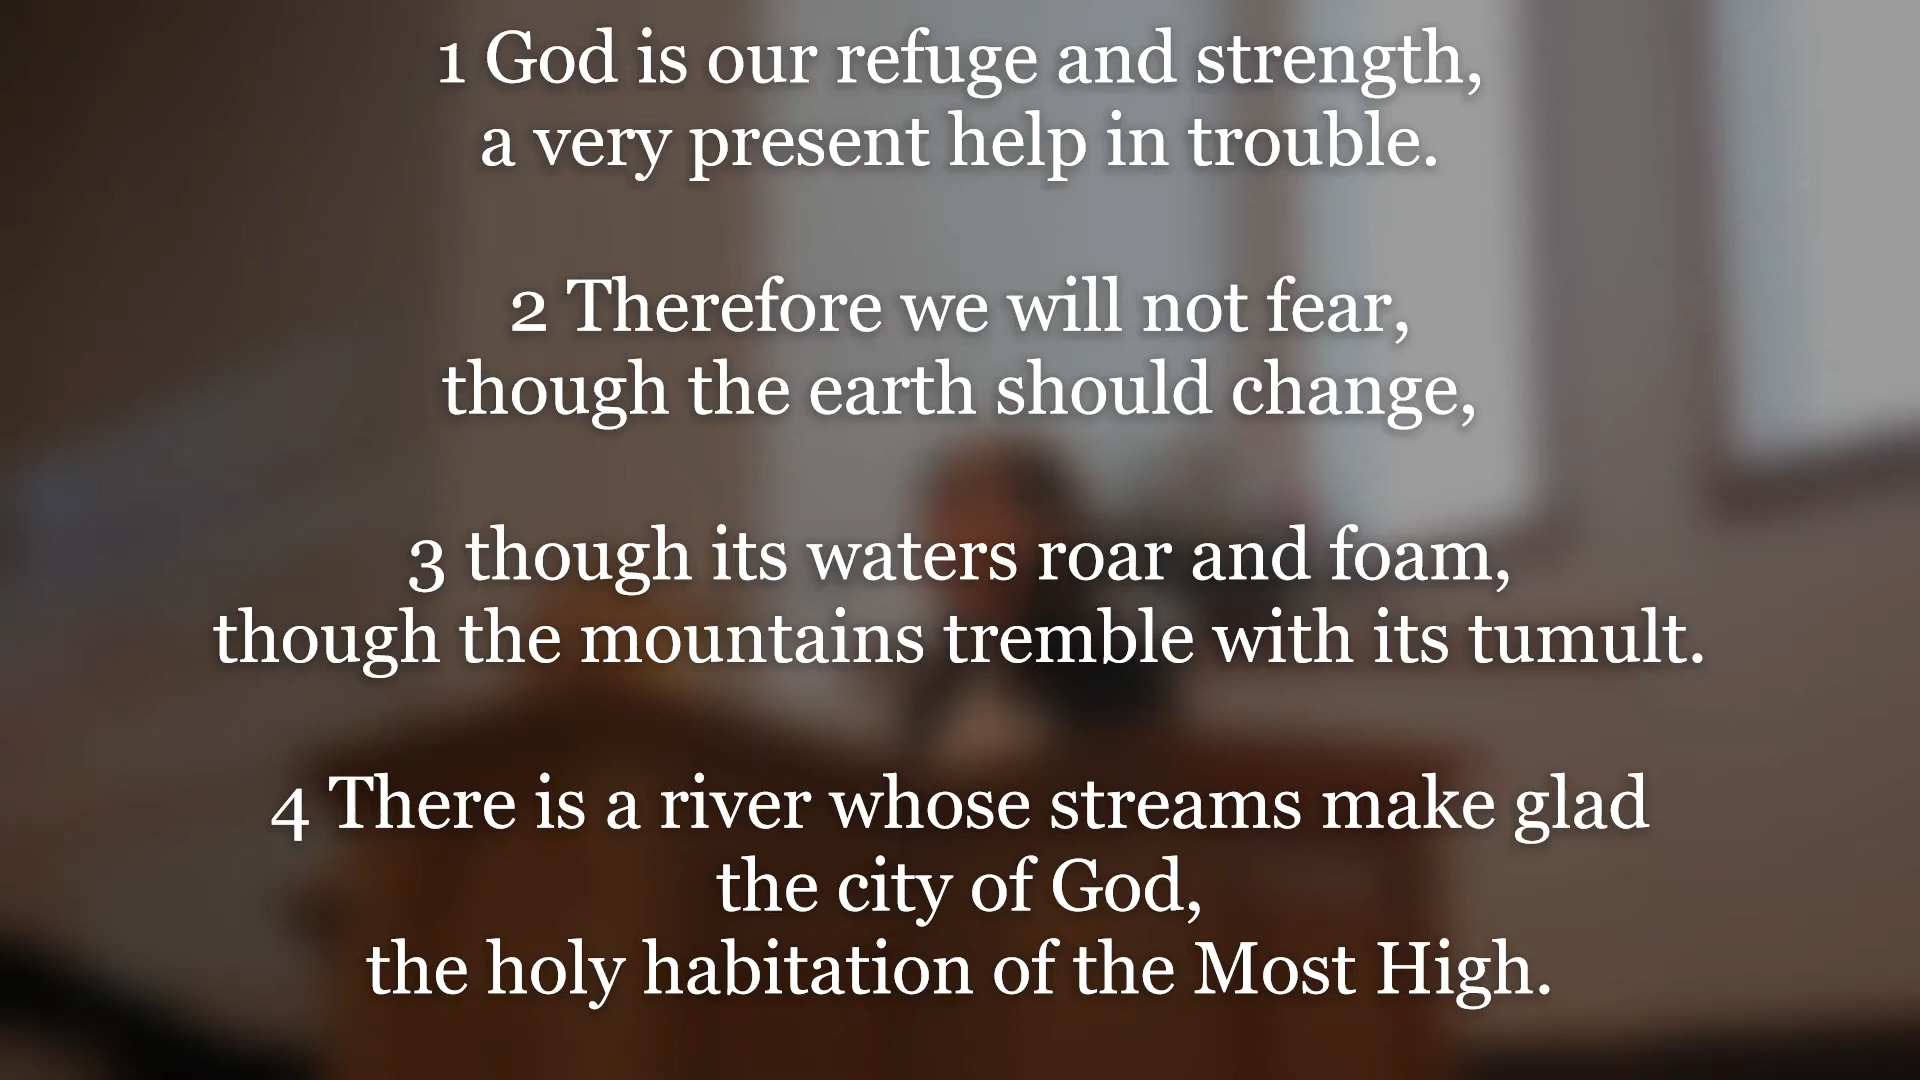 1 God is our refuge and strength,
a very present help in trouble.
2 Therefore we will not fear,
though the earth should change,
3 though its waters roar and foam,
though the mountains tremble with its tumult.
4 There is a river whose streams make glad
the city of God,
the holy habitation of the Most High.